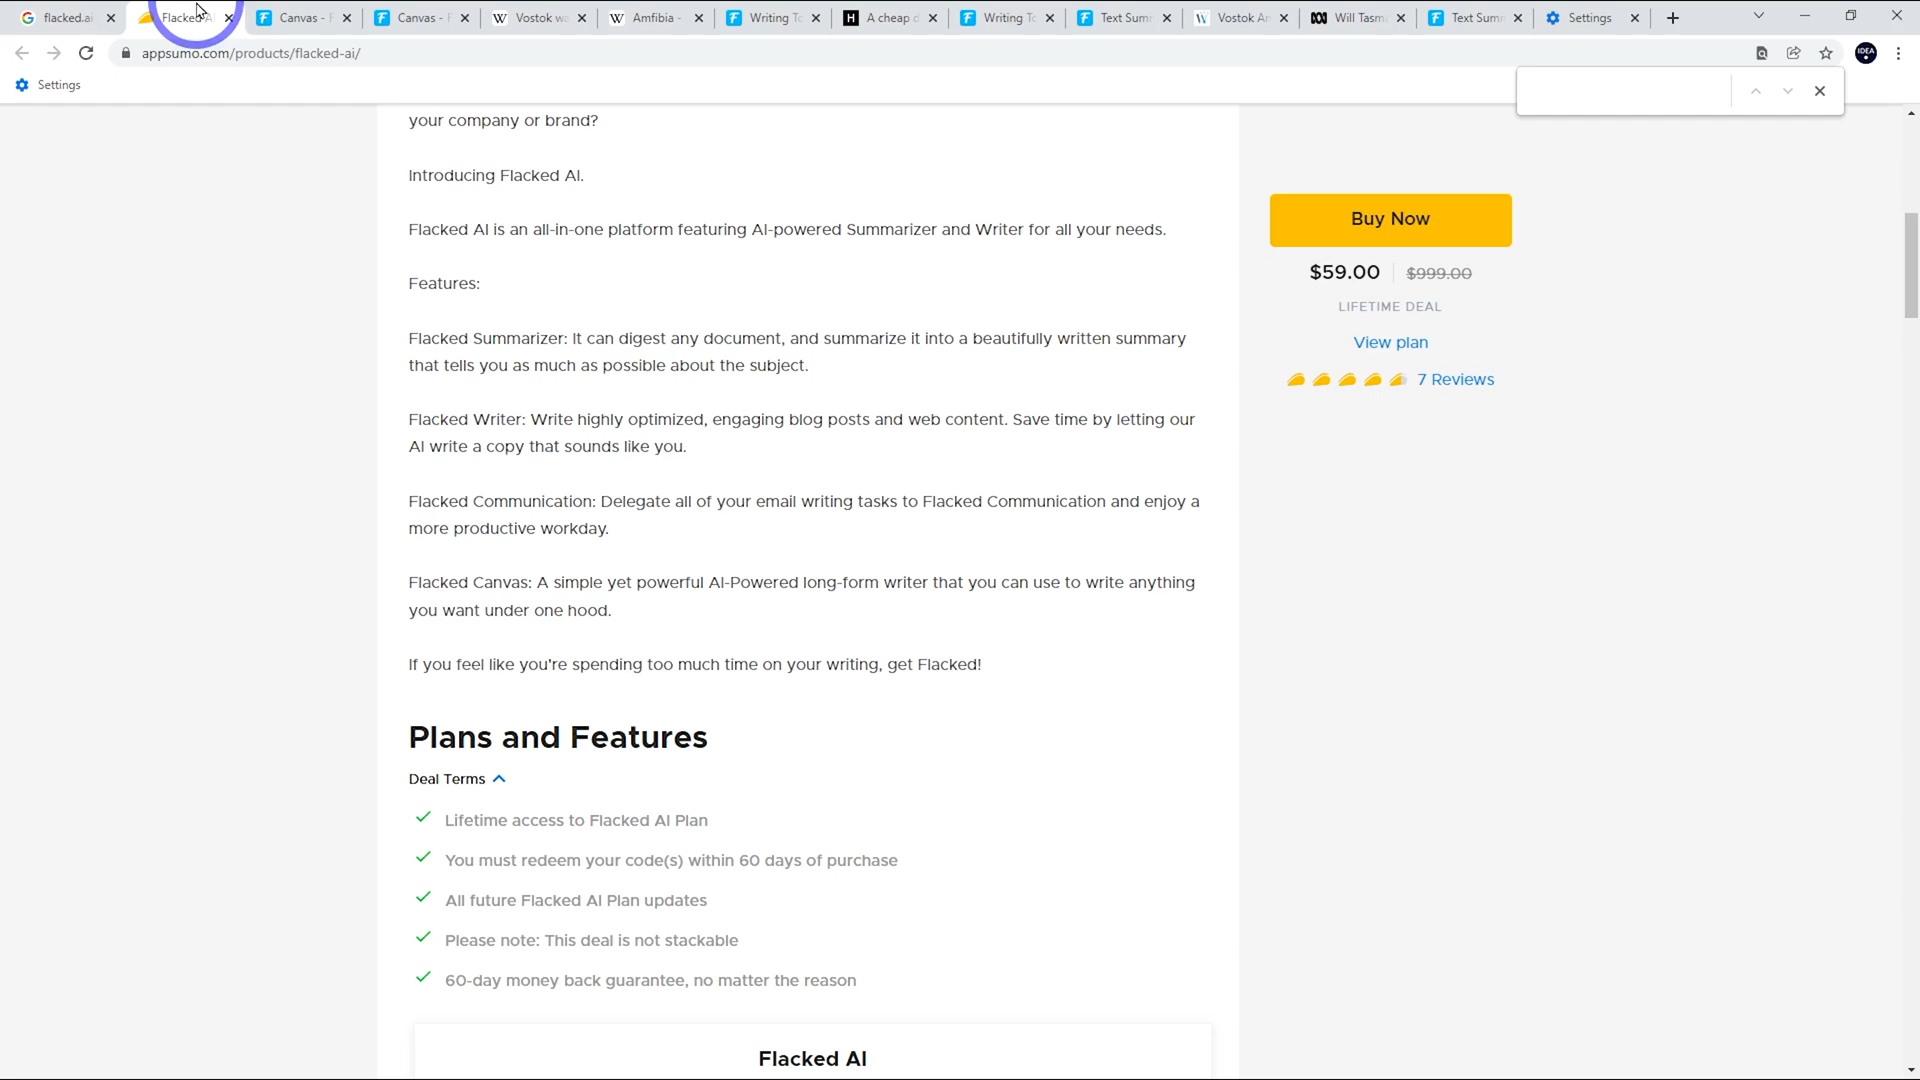 flacked.ai
Flacked A
Canvas - F
Canvas - F
Vostok wa
Amfibia -
Writing To
A cheap d
Writing To
Text Sum
Vostok Am
Will Tasma
Text Sum
Settings
appsumo.com/products/flacked-ai/
IDEA
Settings
your company or brand?
Introducing Flacked AI.
Flacked AI is an all-in-one platform featuring AI-powered Summarizer and Writer for all your needs.
Features:
Flacked Summarizer: It can digest any document, and summarize it into a beautifully written summary
that tells you as much as possible about the subject.
Flacked Writer: Write highly optimized, engaging blog posts and web content. Save time by letting our
AI write a copy that sounds like you.
Flacked Communication: Delegate all of your email writing tasks to Flacked Communication and enjoy a
more productive workday.
Flacked Canvas: A simple yet powerful AI-Powered long-form writer that you can use to write anything
you want under one hood.
If you feel like you're spending too much time on your writing, get Flacked!
Buy Now
$59.00 $999.00
LIFETIME DEAL
View plan
7 Reviews
Plans and Features
Deal Terms
Lifetime access to Flacked AI Plan
You must redeem your code(s) within 60 days of purchase
All future Flacked AI Plan updates
Please note: This deal is not stackable
60-day money back guarantee, no matter the reason
Flacked AI